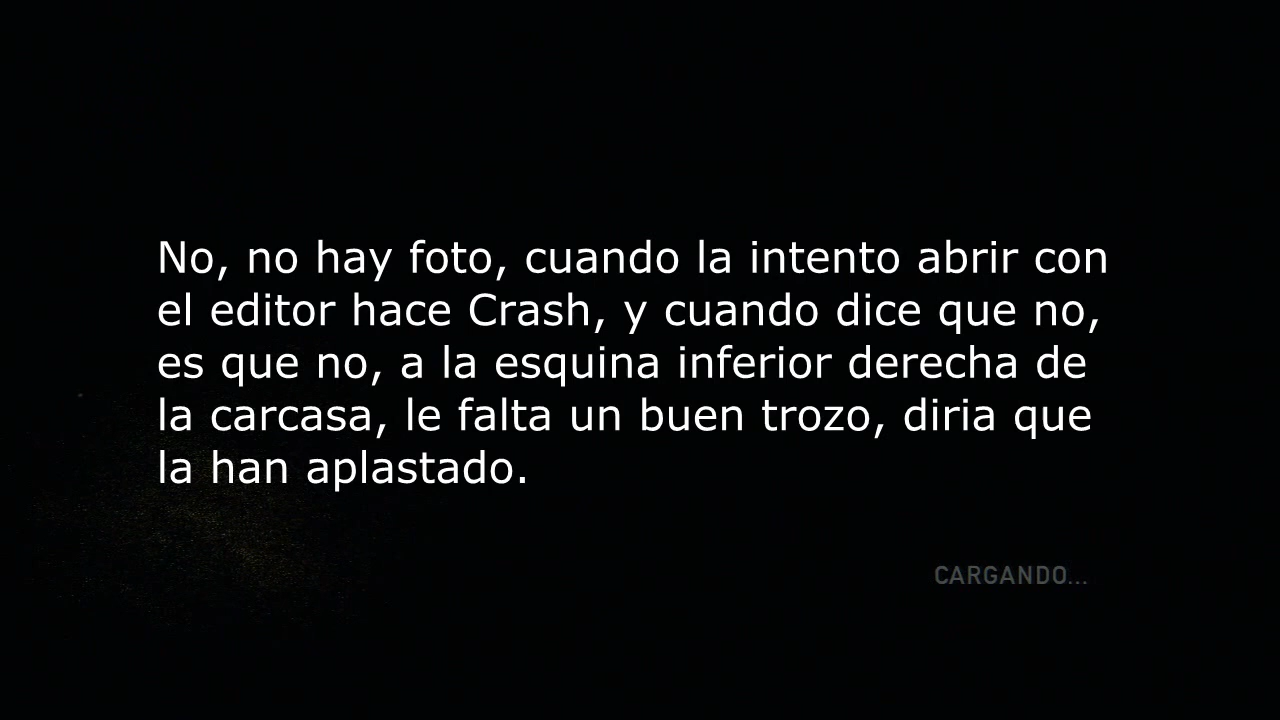 No, no hay foto, cuando la intento abrir con
el editor hace Crash, y cuando dice que no,
es que no, a la esquina inferior derecha de
la carcasa, le falta un buen trozo, diria que
la han aplastado.
CARGANDO...